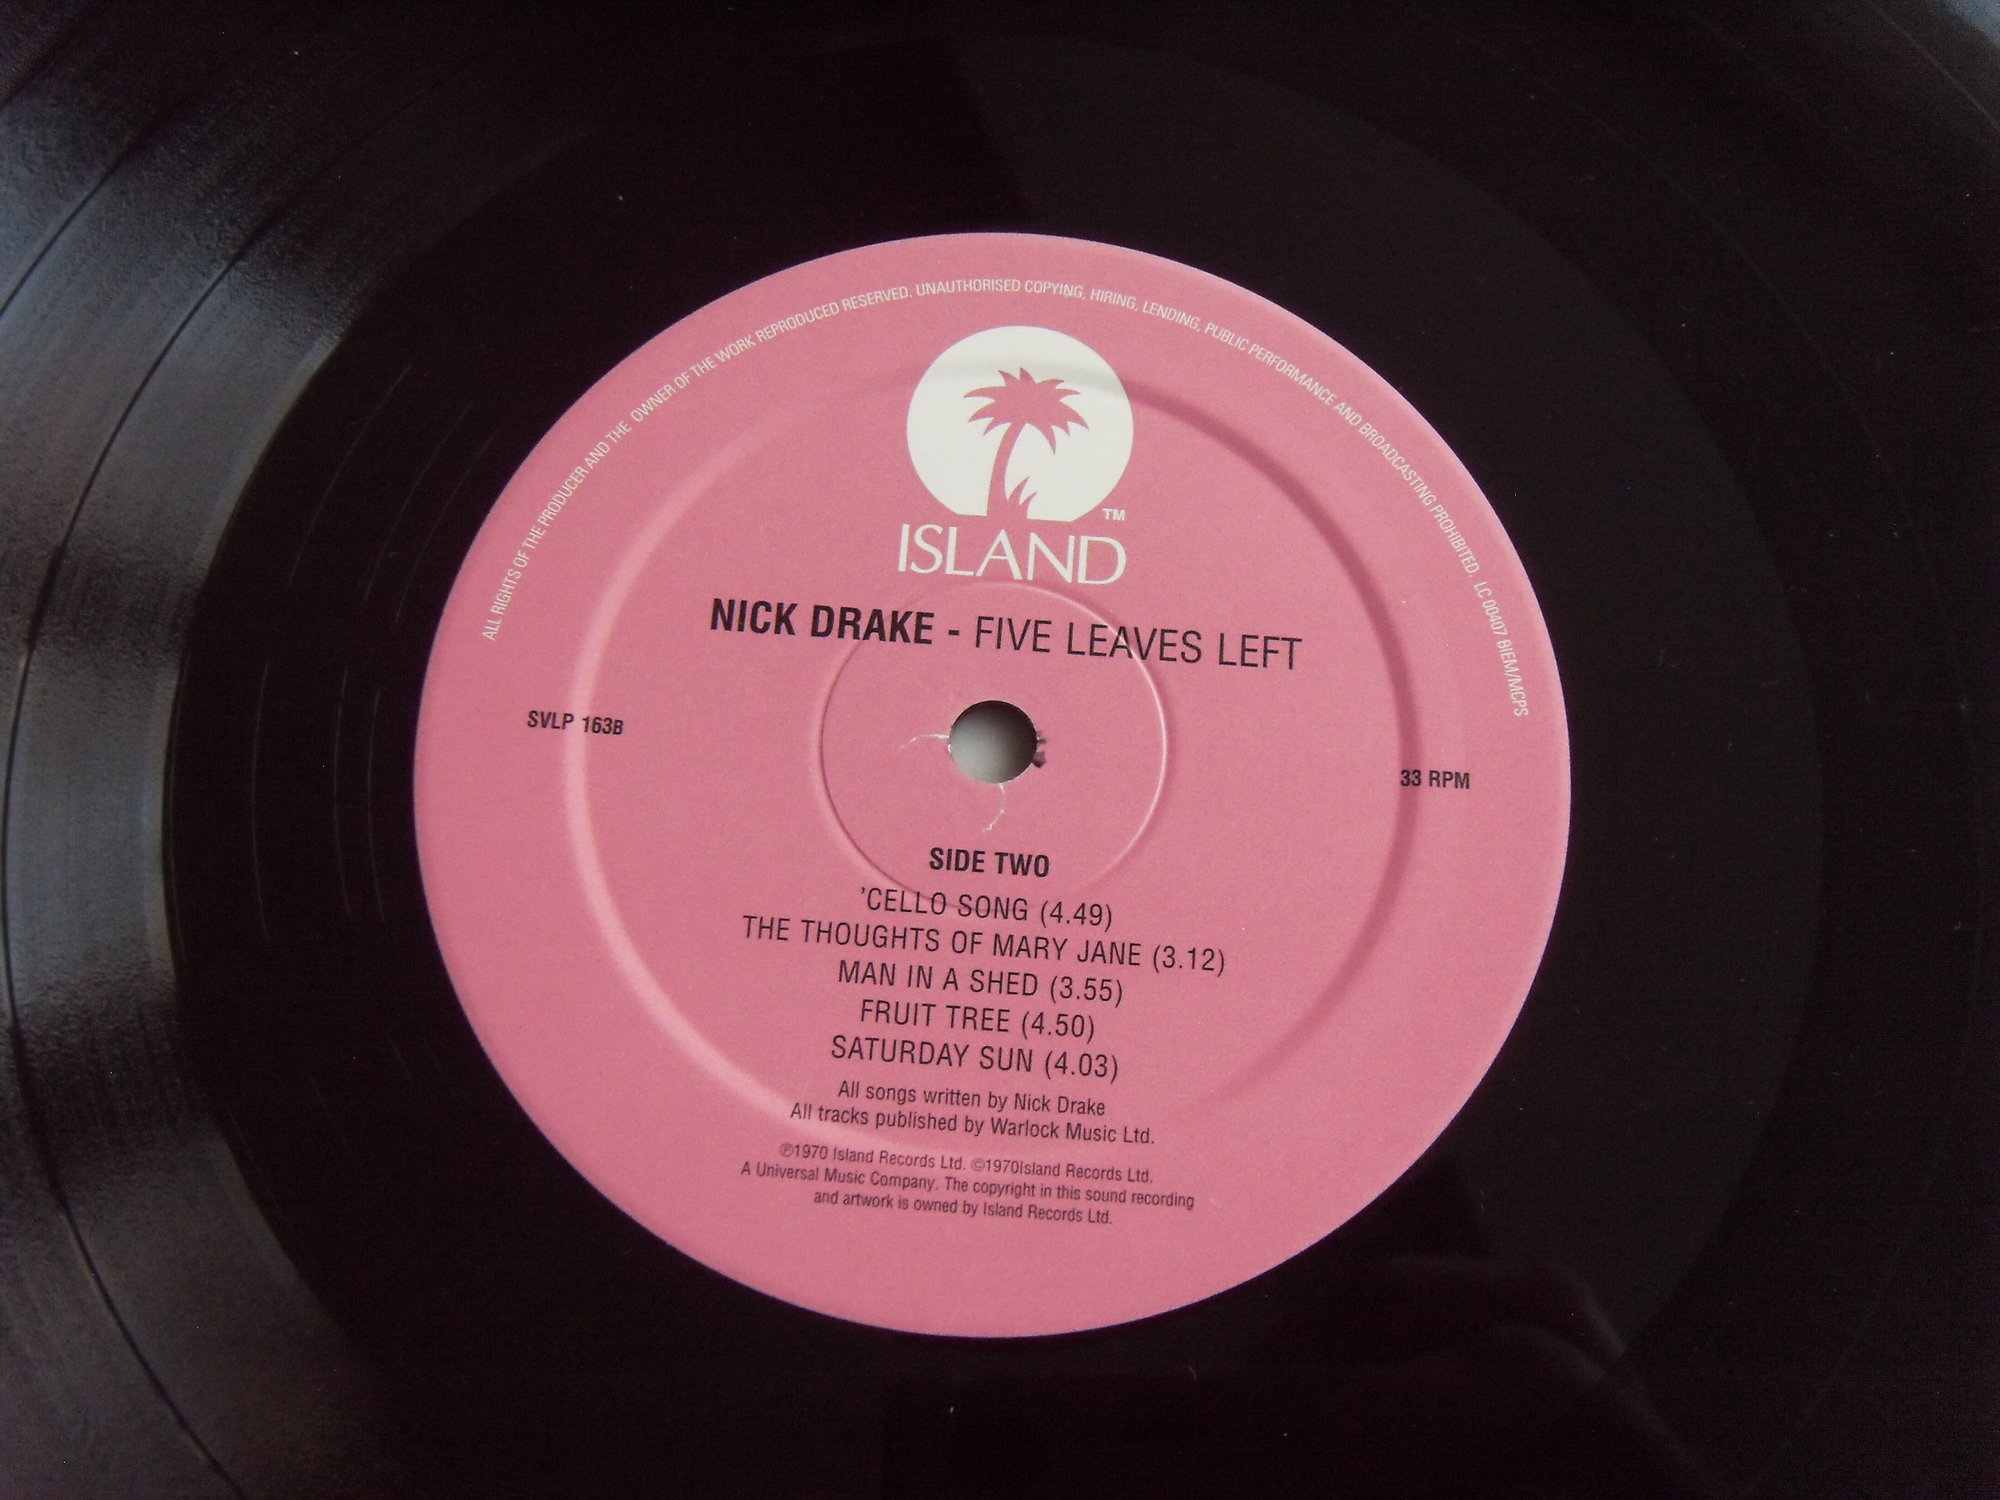 ALL RIGHTS OF THE PRODUCER AND THE OWNER OF THE WORK REPRODUCED RESERVED. UNAUTHORISED COPYING, HIRING, LENDING, PUBLIC PERFORMANCE AND BROADCASTING PROHIBITED. LC 00407 BIEM/MCPS
TM
ISLAND
NICK DRAKE - FIVE LEAVES LEFT
SVLP 163B
33 RPM
SIDE TWO
'CELLO SONG (4.49)
THE THOUGHTS OF MARY JANE (3.12)
MAN IN A SHED (3.55)
FRUIT TREE (4.50)
SATURDAY SUN (4.03)
All songs written by Nick Drake
All tracks published by Warlock Music Ltd.
℗1970 Island Records Ltd. ©1970Island Records Ltd.
A Universal Music Company. The copyright in this sound recording
and artwork is owned by Island Records Ltd.